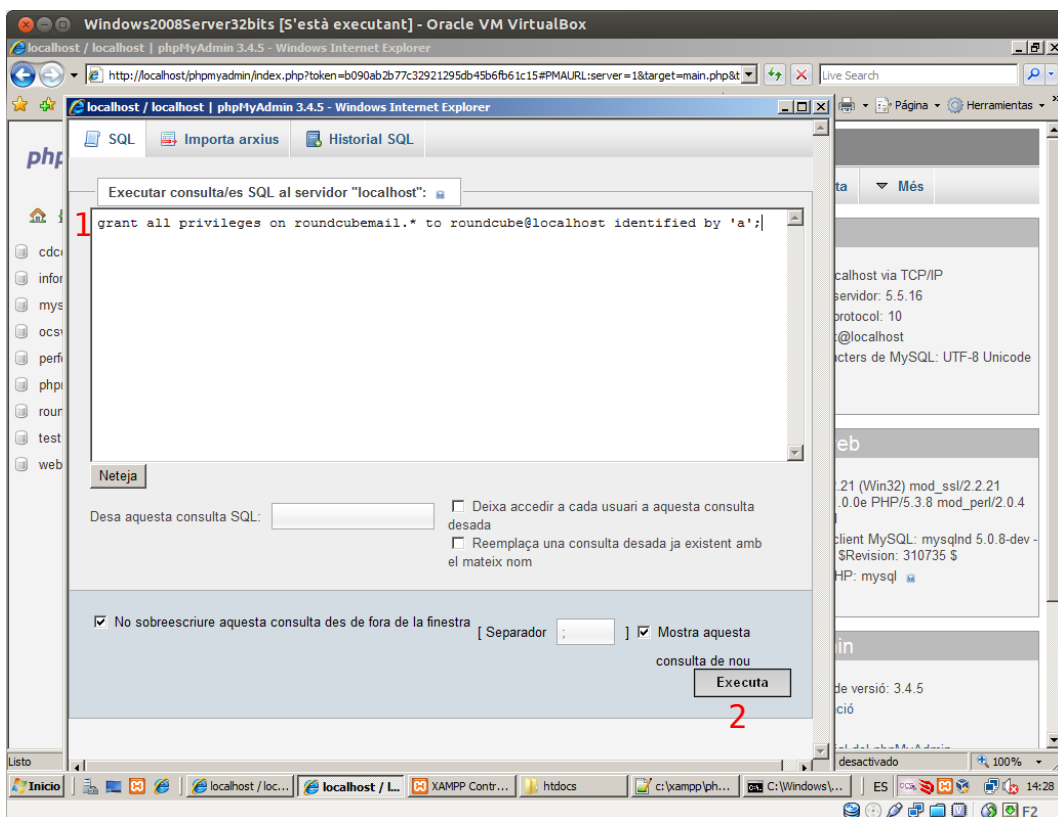 Windows2008Server32bits [S'està executant] - Oracle VM VirtualBox
localhost / localhost | phpMyAdmin 3.4.5 - Windows Internet Explorer
http://localhost/phpmyadmin/index.php?token=b090ab2b77c32921295db45b6fb61c15#PMAURL:server=1&target=main.php&t
Live Search
localhost / localhost | phpMyAdmin 3.4.5 - Windows Internet Explorer
Página
Herramientas
SQL
Importa arxius
Historial SQL
php
ta
Més
Executar consulta/es SQL al servidor "localhost":
1
grant all privileges on roundcubemail.* to roundcube@localhost identified by 'a';
cdc
infor
mys
ocs
perf
php
roun
test
web
calhost via TCP/IP
servidor: 5.5.16
protocol: 10
t@localhost
acters de MySQL: UTF-8 Unicode
eb
2.21 (Win32) mod_ssl/2.2.21
.0.0e PHP/5.3.8 mod_perl/2.0.4
client MySQL: mysqlnd 5.0.8-dev -
$Revision: 310735 $
HP: mysql
Neteja
Desa aquesta consulta SQL:
Deixa accedir a cada usuari a aquesta consulta
desada
Reemplaça una consulta desada ja existent amb
el mateix nom
No sobreescriure aquesta consulta des de fora de la finestra
[ Separador ; ]
Mostra aquesta
consulta de nou
Executa
2
in
de versió: 3.4.5
ció
Listo
desactivado
100%
Inicio
localhost / loc...
localhost / l...
XAMPP Contr...
htdocs
c:\xampp\ph...
C:\Windows\...
ES
14:28
F2